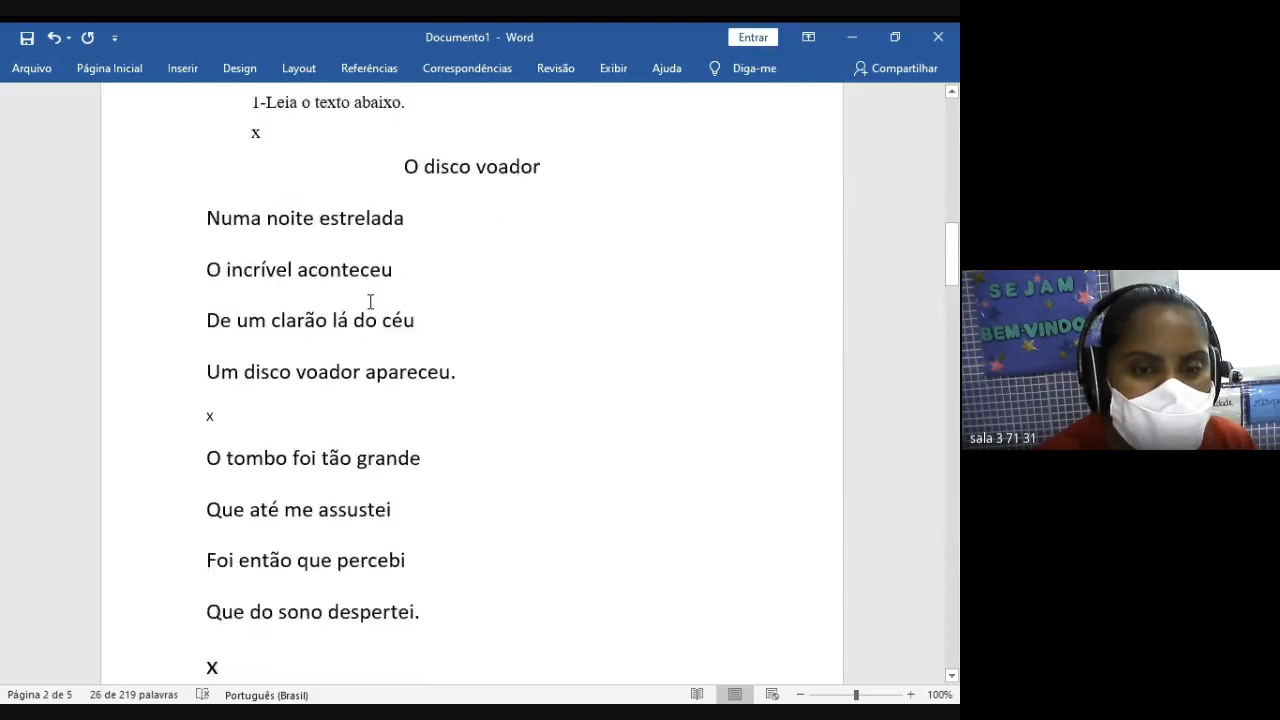 Documento1 - Word
Entrar
Arquivo Página Inicial Inserir Design Layout Referências Correspondências Revisão Exibir Ajuda Diga-me Compartilhar
1-Leia o texto abaixo.
x
O disco voador
Numa noite estrelada
O incrível aconteceu
De um clarão lá do céu
Um disco voador apareceu.
x
O tombo foi tão grande
Que até me assustei
Foi então que percebi
Que do sono despertei.
x
Página 2 de 5 26 de 219 palavras Português (Brasil) 100%
SEJAM
BEM-VINDO
sala 3 71 31